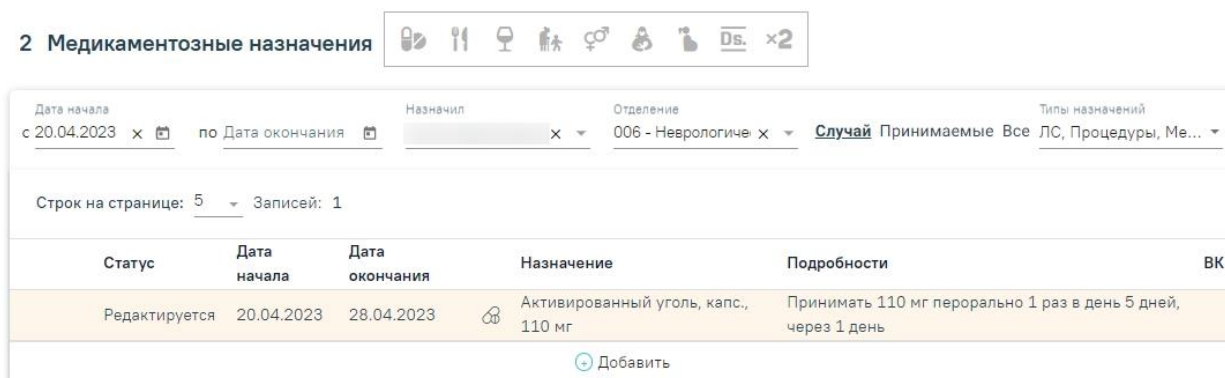 2 Медикаментозные назначения Ds. ×2
Дата начала Назначил Отделение Типы назначений
с 20.04.2023 × по Дата окончания × 006 - Неврологиче × Случай Принимаемые Все ЛС, Процедуры, Ме...
Строк на странице: 5 Записей: 1
Статус Дата начала Дата окончания Назначение Подробности ВК
Редактируется 20.04.2023 28.04.2023 Активированный уголь, капс., 110 мг Принимать 110 мг перорально 1 раз в день 5 дней, через 1 день
Добавить